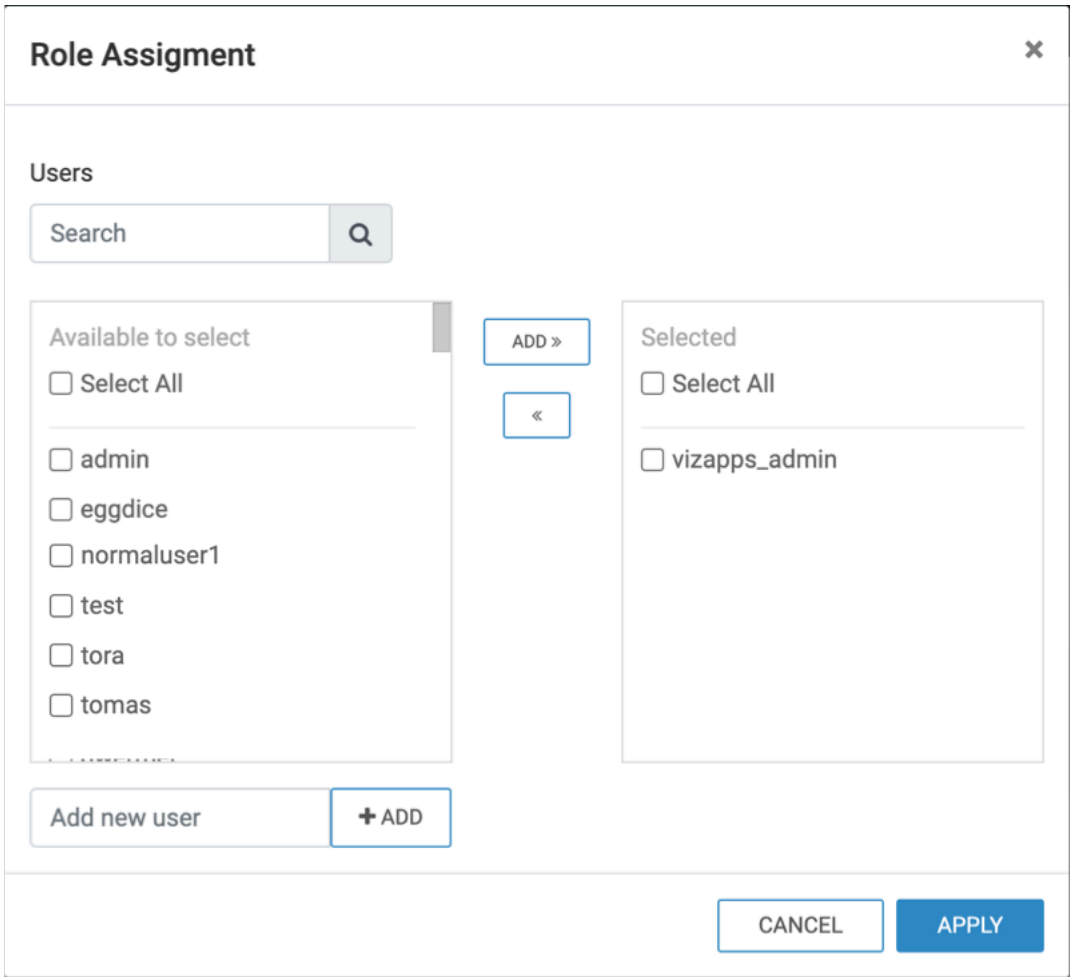 Role Assigment
Users
Search
Available to select
Select All
admin
eggdice
normaluser1
test
tora
tomas
ADD »
«
Selected
Select All
vizapps_admin
Add new user
+ ADD
CANCEL
APPLY